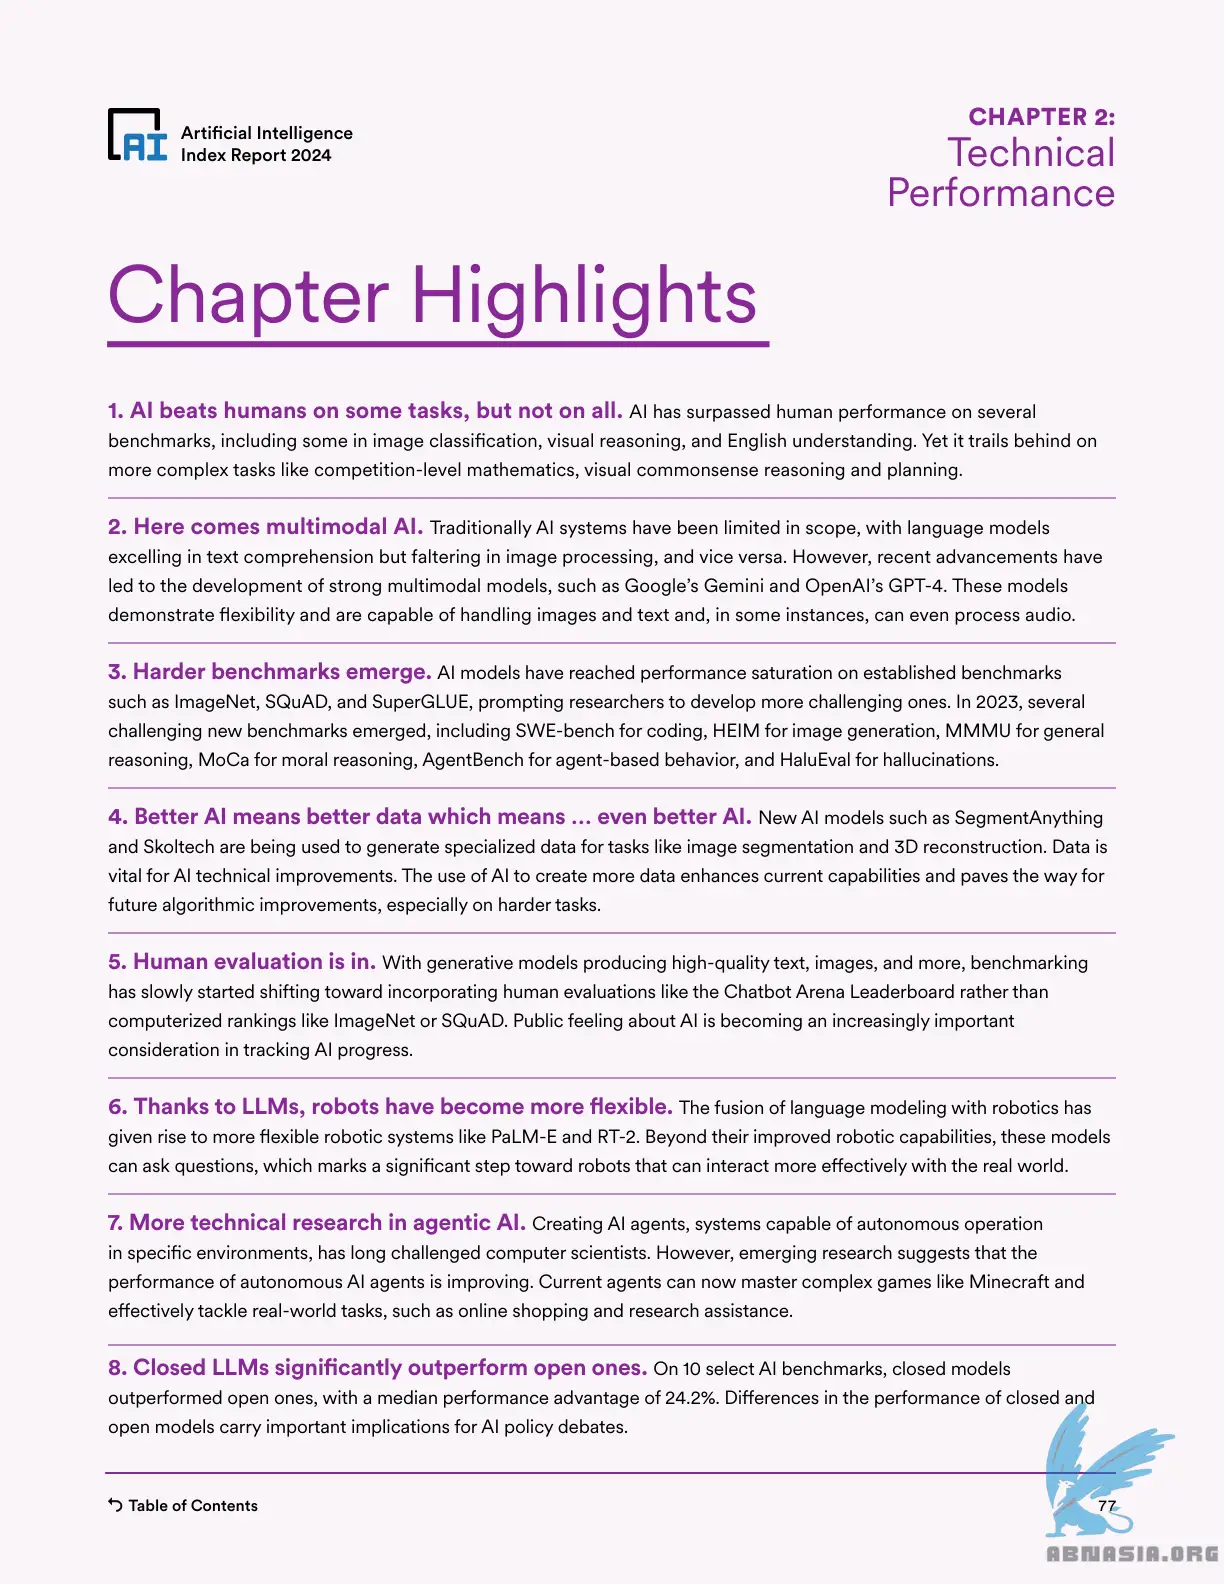 AI
Artificial Intelligence
Index Report 2024
CHAPTER 2:
Technical
Performance
Chapter Highlights
1. AI beats humans on some tasks, but not on all. AI has surpassed human performance on several
benchmarks, including some in image classification, visual reasoning, and English understanding. Yet it trails behind on
more complex tasks like competition-level mathematics, visual commonsense reasoning and planning.
2. Here comes multimodal AI. Traditionally AI systems have been limited in scope, with language models
excelling in text comprehension but faltering in image processing, and vice versa. However, recent advancements have
led to the development of strong multimodal models, such as Google’s Gemini and OpenAI’s GPT-4. These models
demonstrate flexibility and are capable of handling images and text and, in some instances, can even process audio.
3. Harder benchmarks emerge. AI models have reached performance saturation on established benchmarks
such as ImageNet, SQuAD, and SuperGLUE, prompting researchers to develop more challenging ones. In 2023, several
challenging new benchmarks emerged, including SWE-bench for coding, HEIM for image generation, MMMU for general
reasoning, MoCa for moral reasoning, AgentBench for agent-based behavior, and HaluEval for hallucinations.
4. Better AI means better data which means … even better AI. New AI models such as SegmentAnything
and Skoltech are being used to generate specialized data for tasks like image segmentation and 3D reconstruction. Data is
vital for AI technical improvements. The use of AI to create more data enhances current capabilities and paves the way for
future algorithmic improvements, especially on harder tasks.
5. Human evaluation is in. With generative models producing high-quality text, images, and more, benchmarking
has slowly started shifting toward incorporating human evaluations like the Chatbot Arena Leaderboard rather than
computerized rankings like ImageNet or SQuAD. Public feeling about AI is becoming an increasingly important
consideration in tracking AI progress.
6. Thanks to LLMs, robots have become more flexible. The fusion of language modeling with robotics has
given rise to more flexible robotic systems like PaLM-E and RT-2. Beyond their improved robotic capabilities, these models
can ask questions, which marks a significant step toward robots that can interact more effectively with the real world.
7. More technical research in agentic AI. Creating AI agents, systems capable of autonomous operation
in specific environments, has long challenged computer scientists. However, emerging research suggests that the
performance of autonomous AI agents is improving. Current agents can now master complex games like Minecraft and
effectively tackle real-world tasks, such as online shopping and research assistance.
8. Closed LLMs significantly outperform open ones. On 10 select AI benchmarks, closed models
outperformed open ones, with a median performance advantage of 24.2%. Differences in the performance of closed and
open models carry important implications for AI policy debates.
Table of Contents
77
ABNASIA.ORG